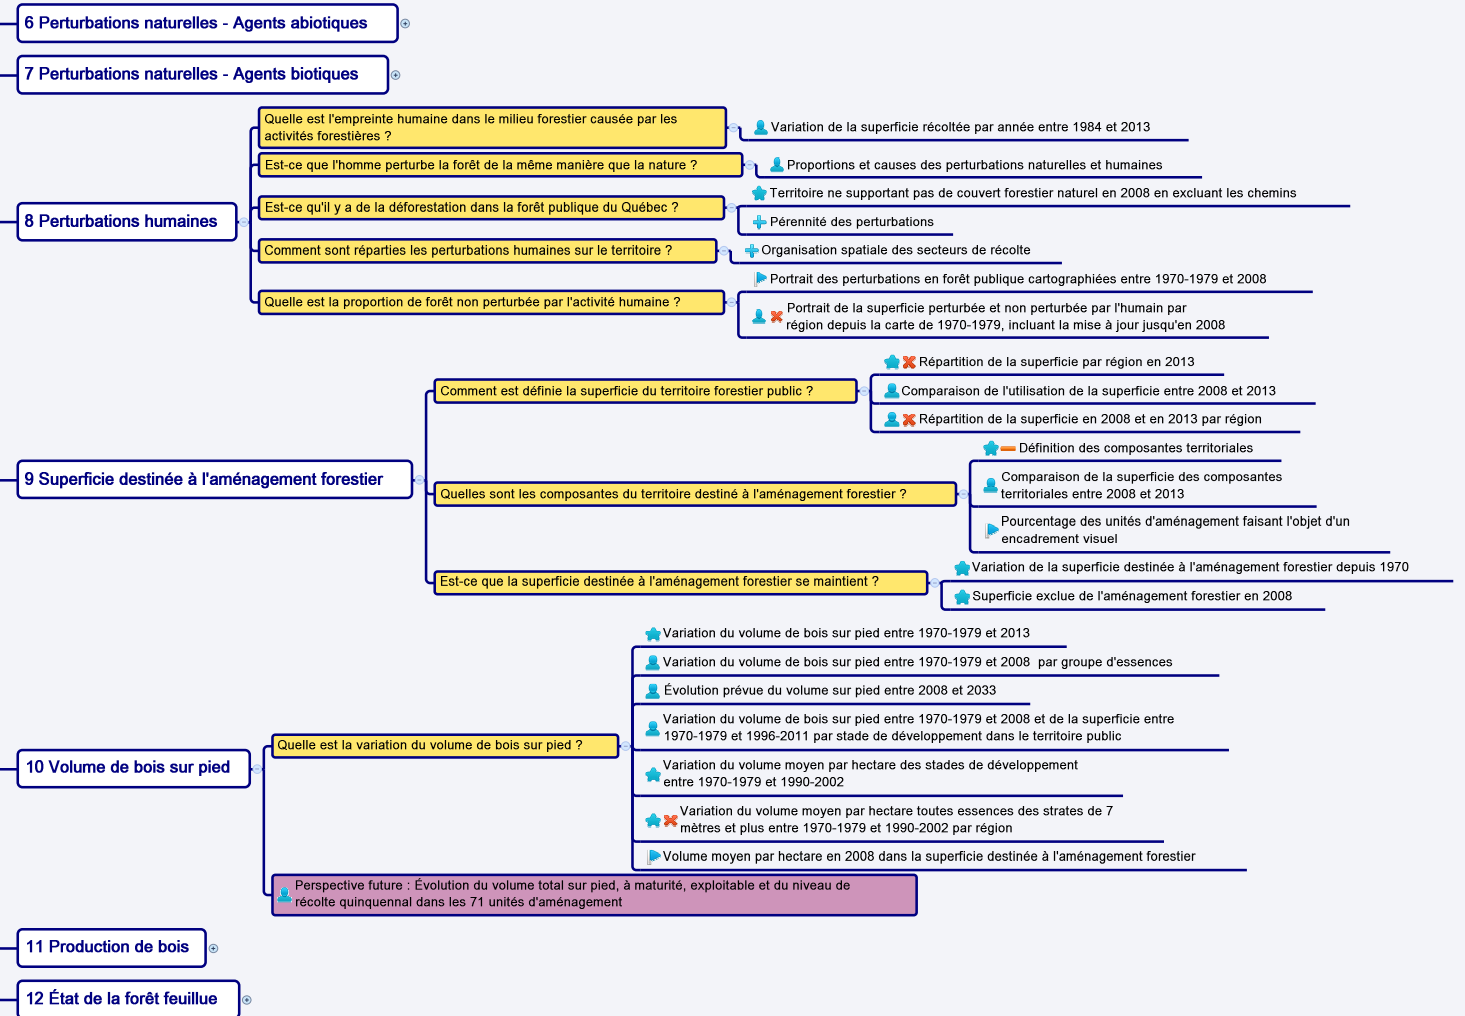 6 Perturbations naturelles - Agents abiotiques
7 Perturbations naturelles - Agents biotiques
8 Perturbations humaines
Quelle est l'empreinte humaine dans le milieu forestier causée par les
activités forestières ?
Variation de la superficie récoltée par année entre 1984 et 2013
Est-ce que l'homme perturbe la forêt de la même manière que la nature ?
Proportions et causes des perturbations naturelles et humaines
Est-ce qu'il y a de la déforestation dans la forêt publique du Québec ?
Territoire ne supportant pas de couvert forestier naturel en 2008 en excluant les chemins
Pérennité des perturbations
Comment sont réparties les perturbations humaines sur le territoire ?
Organisation spatiale des secteurs de récolte
Quelle est la proportion de forêt non perturbée par l'activité humaine ?
Portrait des perturbations en forêt publique cartographiées entre 1970-1979 et 2008
Portrait de la superficie perturbée et non perturbée par l'humain par
région depuis la carte de 1970-1979, incluant la mise à jour jusqu'en 2008
9 Superficie destinée à l'aménagement forestier
Comment est définie la superficie du territoire forestier public ?
Répartition de la superficie par région en 2013
Comparaison de l'utilisation de la superficie entre 2008 et 2013
Répartition de la superficie en 2008 et en 2013 par région
Quelles sont les composantes du territoire destiné à l'aménagement forestier ?
Définition des composantes territoriales
Comparaison de la superficie des composantes
territoriales entre 2008 et 2013
Pourcentage des unités d'aménagement faisant l'objet d'un
encadrement visuel
Est-ce que la superficie destinée à l'aménagement forestier se maintient ?
Variation de la superficie destinée à l'aménagement forestier depuis 1970
Superficie exclue de l'aménagement forestier en 2008
10 Volume de bois sur pied
Quelle est la variation du volume de bois sur pied ?
Variation du volume de bois sur pied entre 1970-1979 et 2013
Variation du volume de bois sur pied entre 1970-1979 et 2008 par groupe d'essences
Évolution prévue du volume sur pied entre 2008 et 2033
Variation du volume de bois sur pied entre 1970-1979 et 2008 et de la superficie entre
1970-1979 et 1996-2011 par stade de développement dans le territoire public
Variation du volume moyen par hectare des stades de développement
entre 1970-1979 et 1990-2002
Variation du volume moyen par hectare toutes essences des strates de 7
mètres et plus entre 1970-1979 et 1990-2002 par région
Volume moyen par hectare en 2008 dans la superficie destinée à l'aménagement forestier
Perspective future : Évolution du volume total sur pied, à maturité, exploitable et du niveau de
récolte quinquennal dans les 71 unités d'aménagement
11 Production de bois
12 État de la forêt feuillue